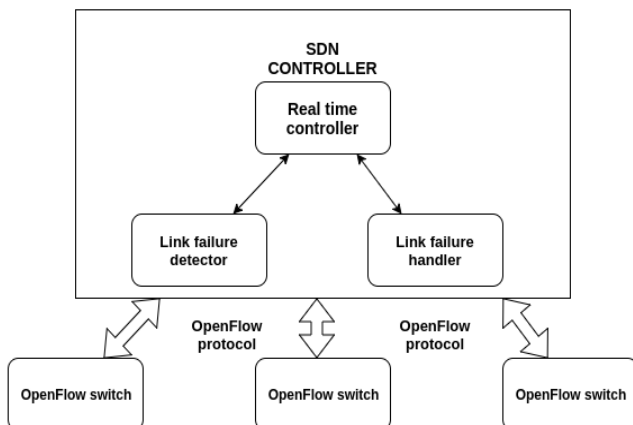 SDN
CONTROLLER
Real time
controller
Link failure
detector
Link failure
handler
OpenFlow
protocol
OpenFlow
protocol
OpenFlow switch
OpenFlow switch
OpenFlow switch